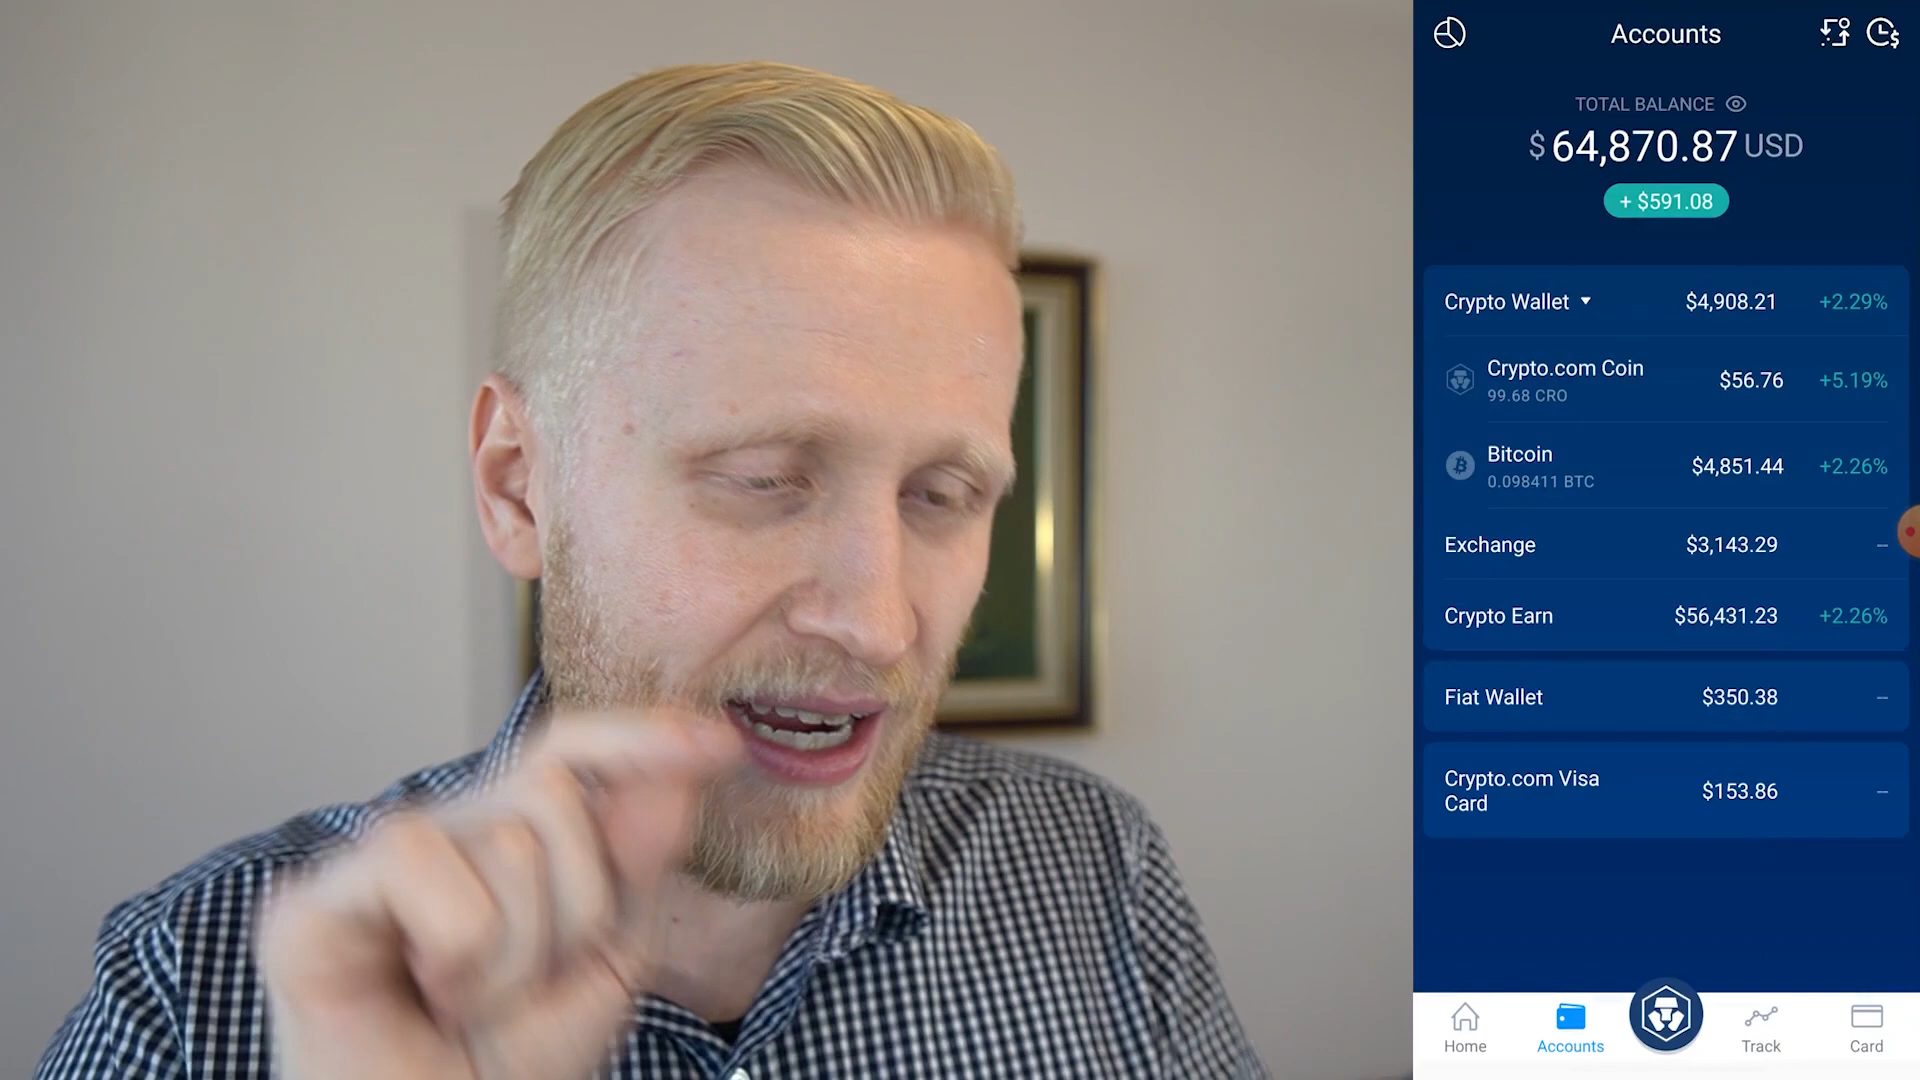 Accounts
TOTAL BALANCE
$ 64,870.87 USD
+ $591.08
Crypto Wallet $4,908.21 +2.29%
Crypto.com Coin $56.76 +5.19%
99.68 CRO
Bitcoin $4,851.44 +2.26%
0.098411 BTC
Exchange $3,143.29 –
Crypto Earn $56,431.23 +2.26%
Fiat Wallet $350.38 –
Crypto.com Visa
Card $153.86 –
Home Accounts Track Card